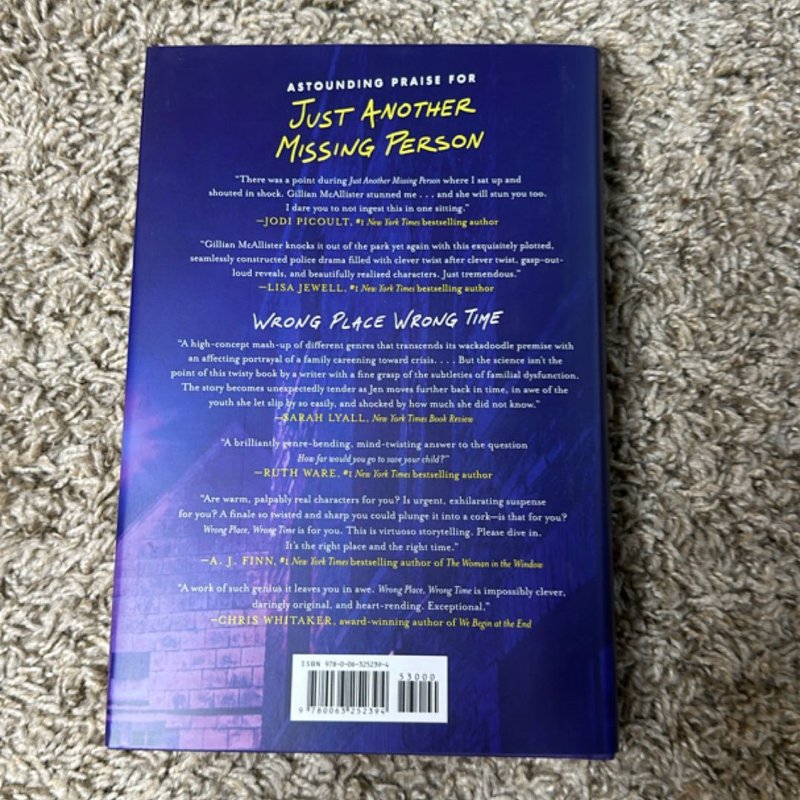 ASTOUNDING PRAISE FOR
JUST ANOTHER
MISSING PERSON
"There was a point during Just Another Missing Person where I sat up and
shouted in shock. Gillian McAllister stunned me . . . and she will stun you too.
I dare you to not ingest this in one sitting."
—JODI PICOULT, #1 New York Times bestselling author
"Gillian McAllister knocks it out of the park yet again with this exquisitely plotted,
seamlessly constructed police drama filled with clever twist after clever twist, gasp-out-
loud reveals, and beautifully realized characters. Just tremendous."
—LISA JEWELL, #1 New York Times bestselling author
WRONG PLACE WRONG TIME
"A high-concept mash-up of different genres that transcends its wackadoodle premise with
an affecting portrayal of a family careening toward crisis. . . . But the science isn't the
point of this twisty book by a writer with a fine grasp of the subtleties of familial dysfunction.
The story becomes unexpectedly tender as Jen moves further back in time, in awe of the
youth she let slip by so easily, and shocked by how much she did not know."
—SARAH LYALL, New York Times Book Review
"A brilliantly genre-bending, mind-twisting answer to the question
How far would you go to save your child?"
—RUTH WARE, #1 New York Times bestselling author
"Are warm, palpably real characters for you? Is urgent, exhilarating suspense
for you? A finale so twisted and sharp you could plunge it into a cork—is that for you?
Wrong Place, Wrong Time is for you. This is virtuoso storytelling. Please dive in.
It's the right place and the right time."
—A. J. FINN, #1 New York Times bestselling author of The Woman in the Window
"A work of such genius it leaves you in awe. Wrong Place, Wrong Time is impossibly clever,
daringly original, and heart-rending. Exceptional."
—CHRIS WHITAKER, award-winning author of We Begin at the End
ISBN 978-0-06-325239-4
53000
9 780063 252394